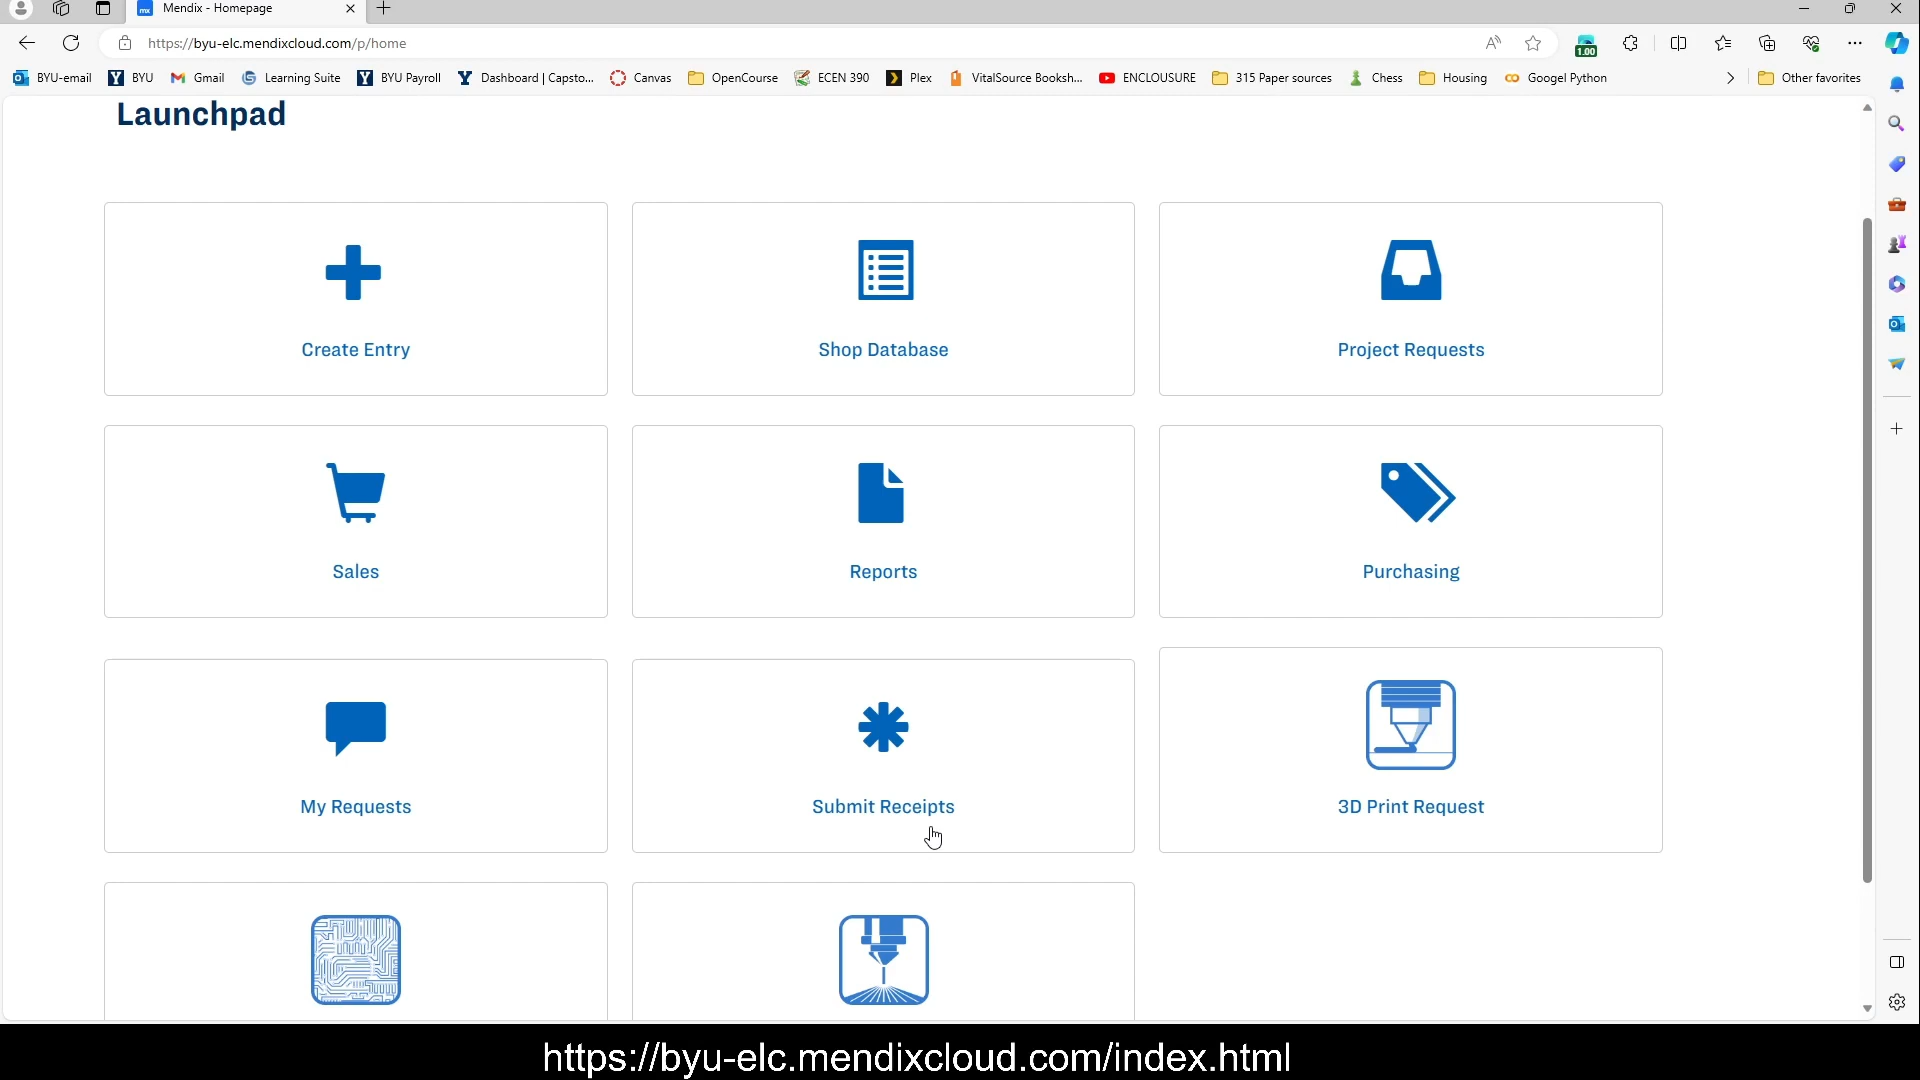 Mendix - Homepage
https://byu-elc.mendixcloud.com/p/home
1.00
BYU-email BYU Gmail Learning Suite BYU Payroll Dashboard | Capsto... Canvas OpenCourse ECEN 390 Plex VitalSource Booksh... ENCLOUSURE 315 Paper sources Chess Housing Googel Python Other favorites
Launchpad
Create Entry Shop Database Project Requests
Sales Reports Purchasing
My Requests Submit Receipts 3D Print Request
https://byu-elc.mendixcloud.com/index.html